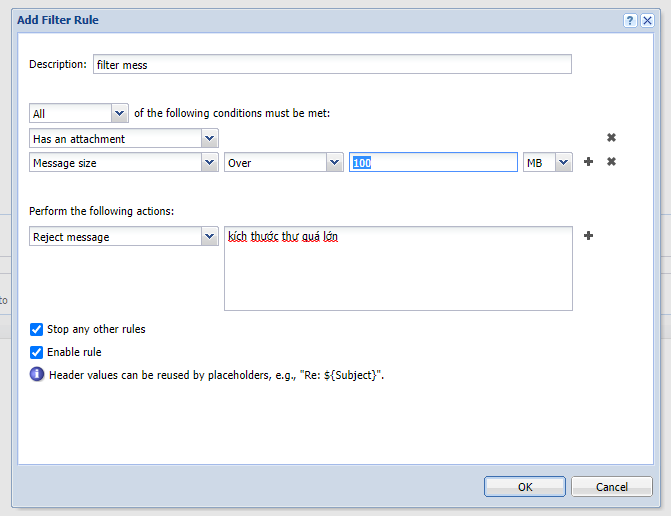 Add Filter Rule
Description: filter mess
All of the following conditions must be met:
Has an attachment
Message size Over 100 MB
Perform the following actions:
Reject message kích thước thư quá lớn
to
Stop any other rules
Enable rule
Header values can be reused by placeholders, e.g., "Re: ${Subject}".
OK Cancel